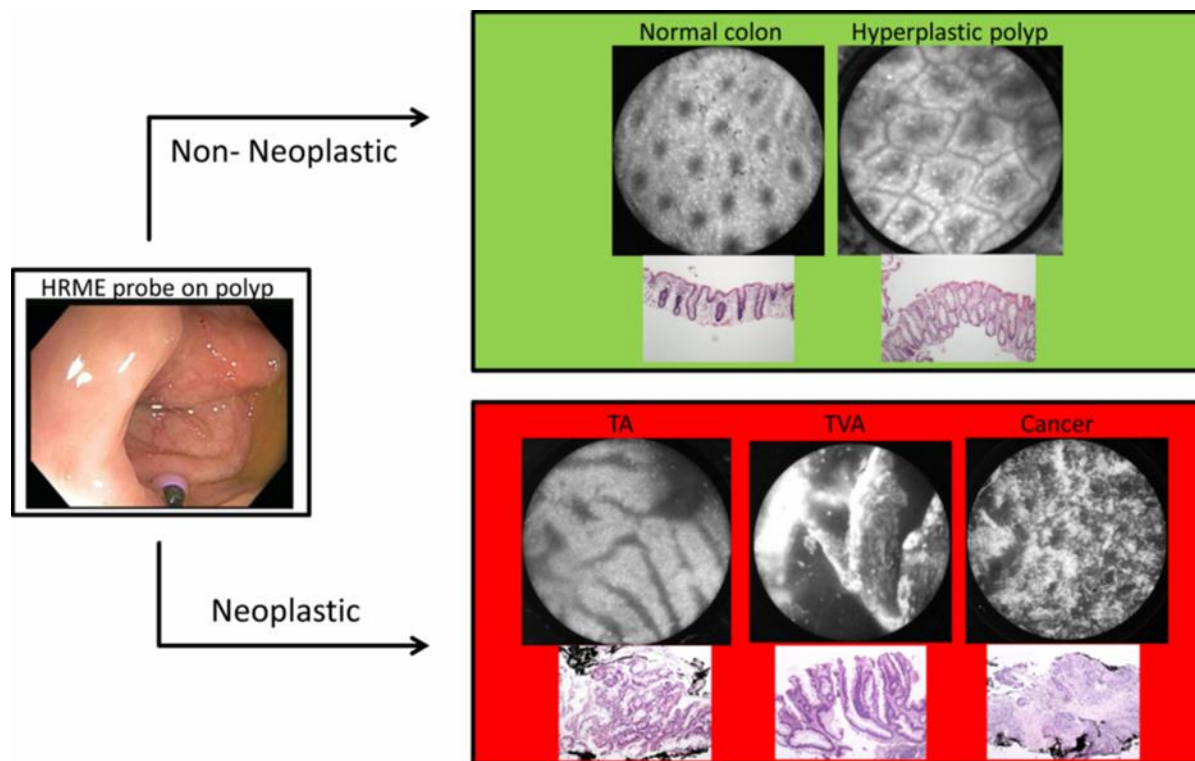 Normal colon
Hyperplastic polyp
Non- Neoplastic
HRME probe on polyp
TA
TVA
Cancer
Neoplastic